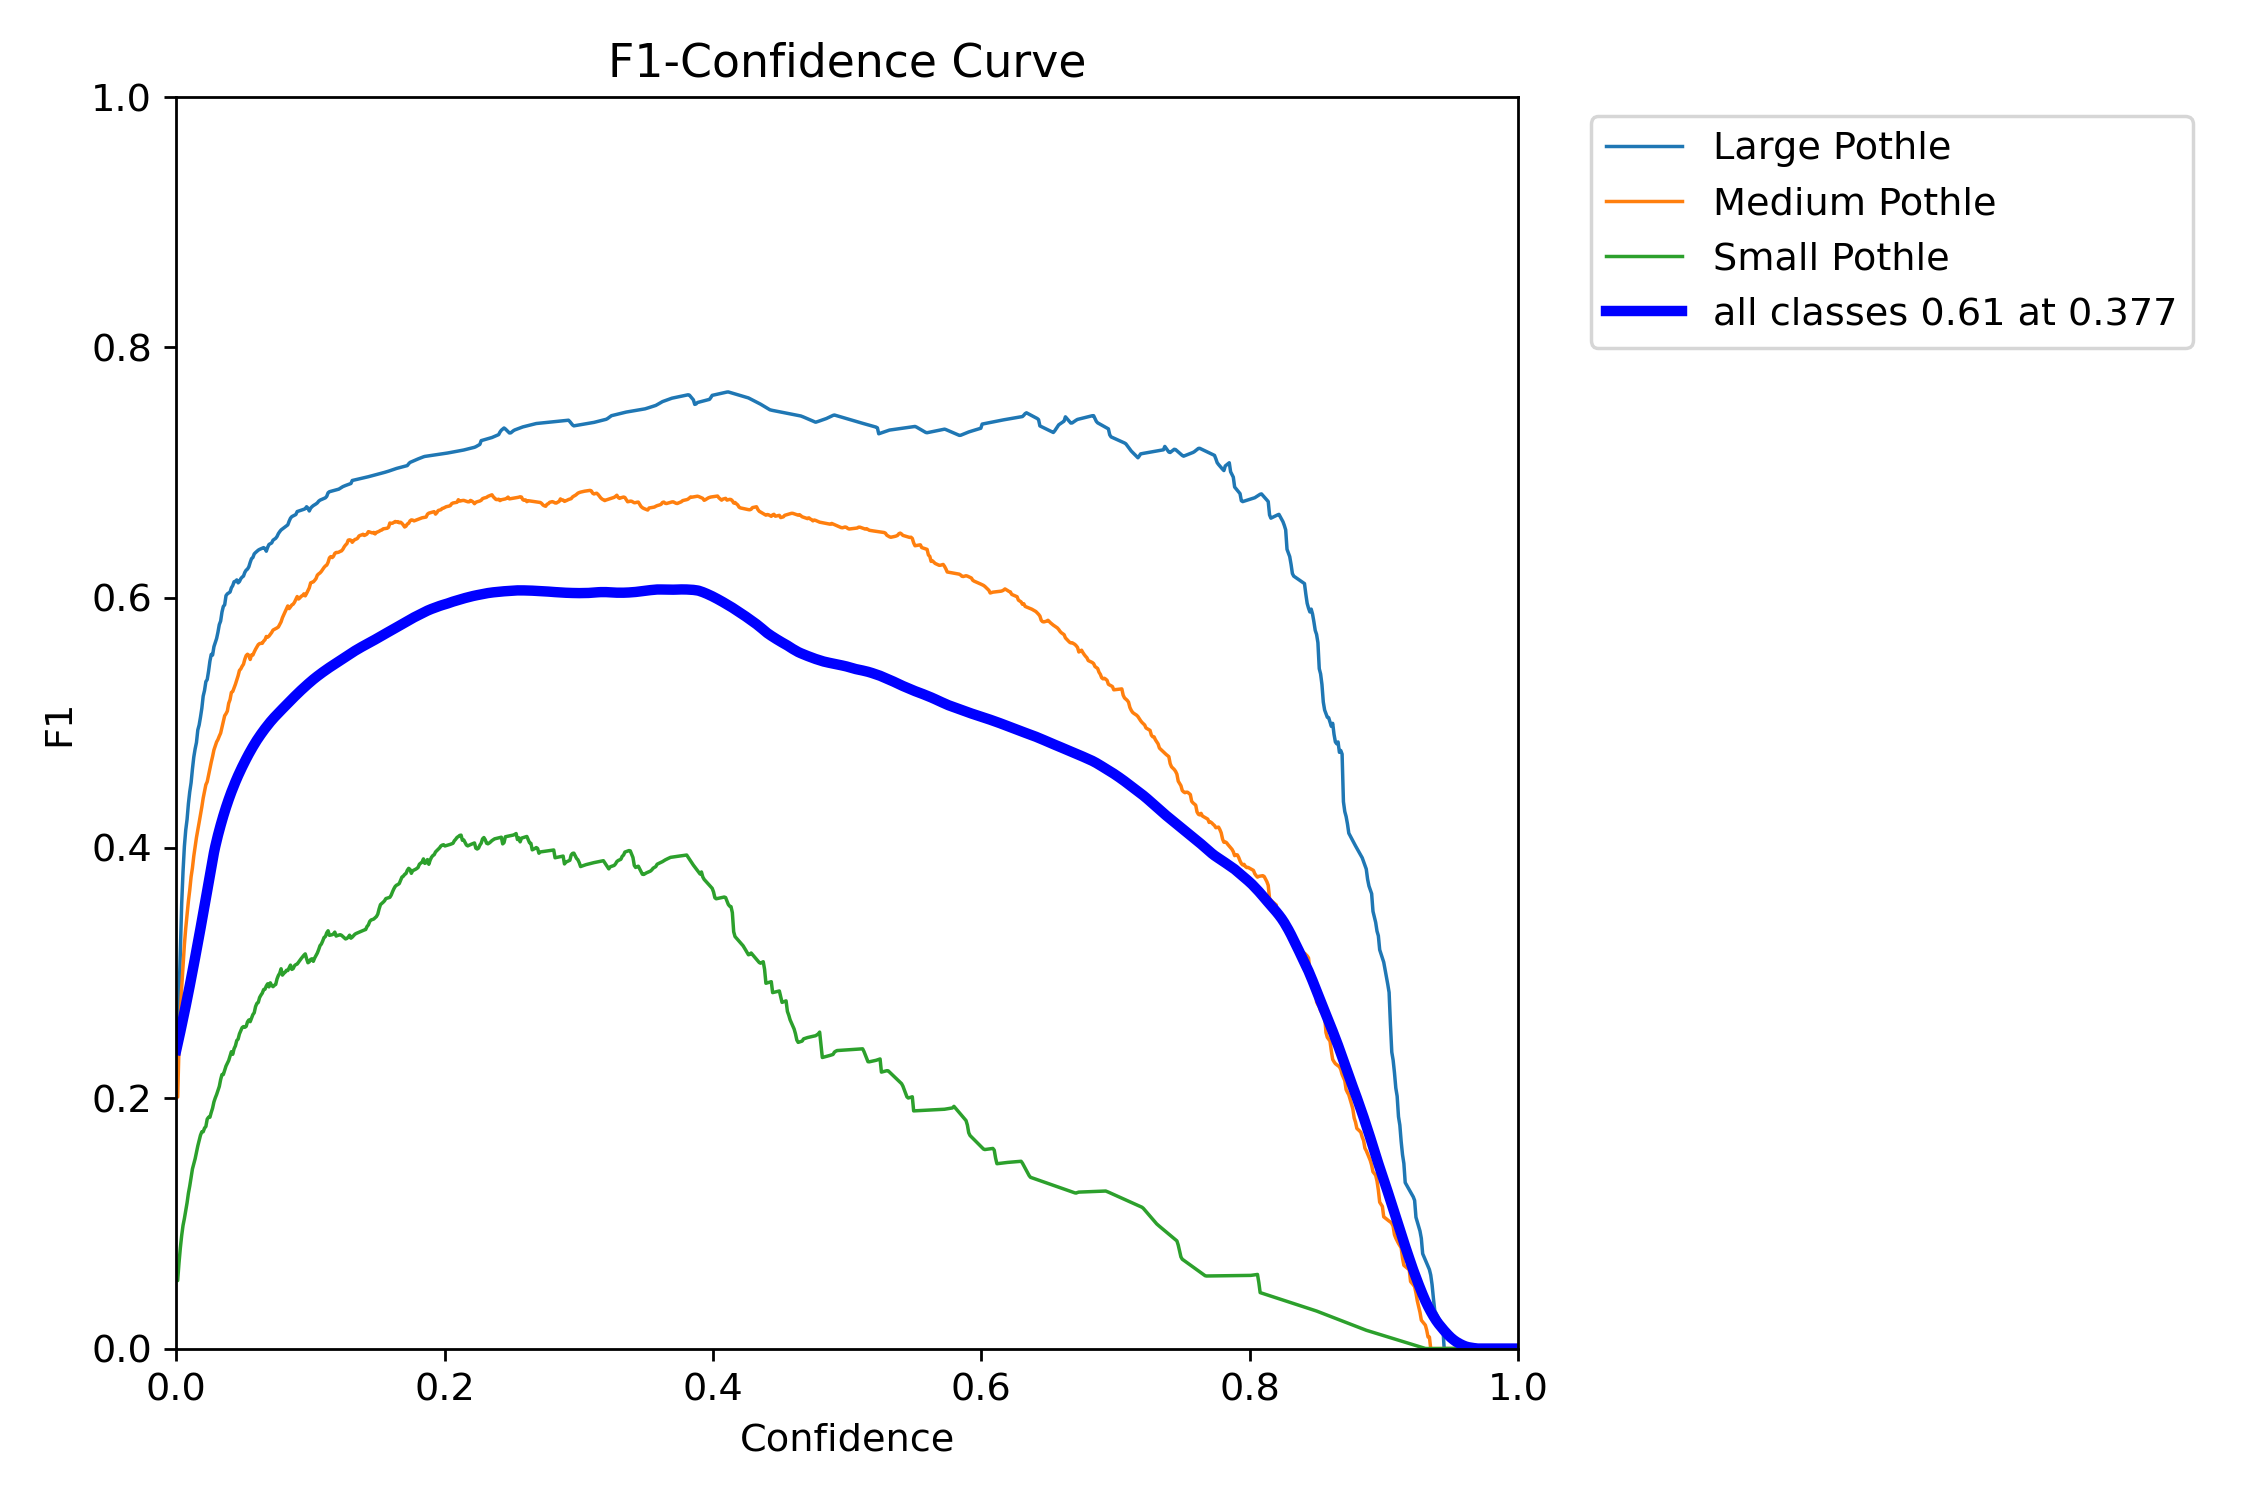 F1-Confidence Curve
1.0
0.8
0.6
0.4
0.2
0.0
F1
0.0 0.2 0.4 0.6 0.8 1.0
Confidence
Large Pothle
Medium Pothle
Small Pothle
all classes 0.61 at 0.377